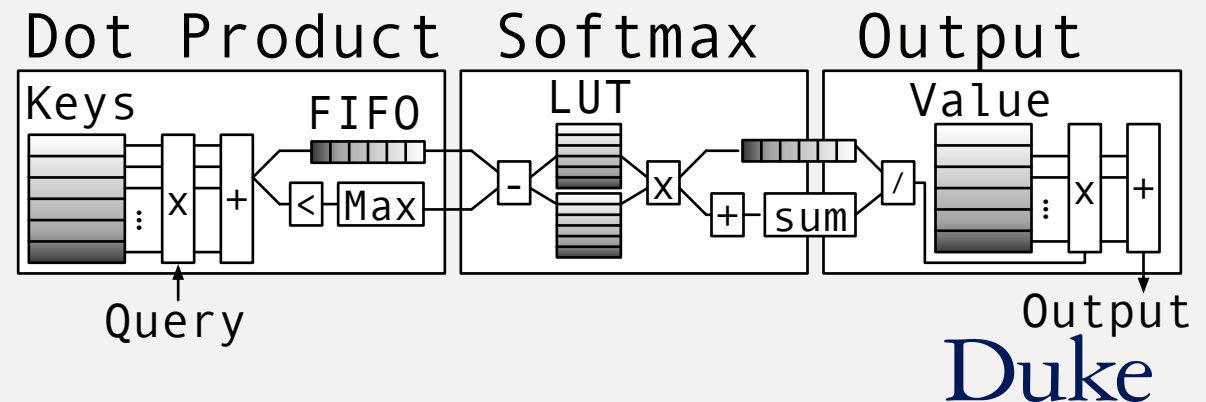 Dot Product Softmax Output
Keys
FIFO
LUT
Value
⋮
x
+
<
Max
-
x
+
sum
/
⋮
x
+
Query
Output
Duke